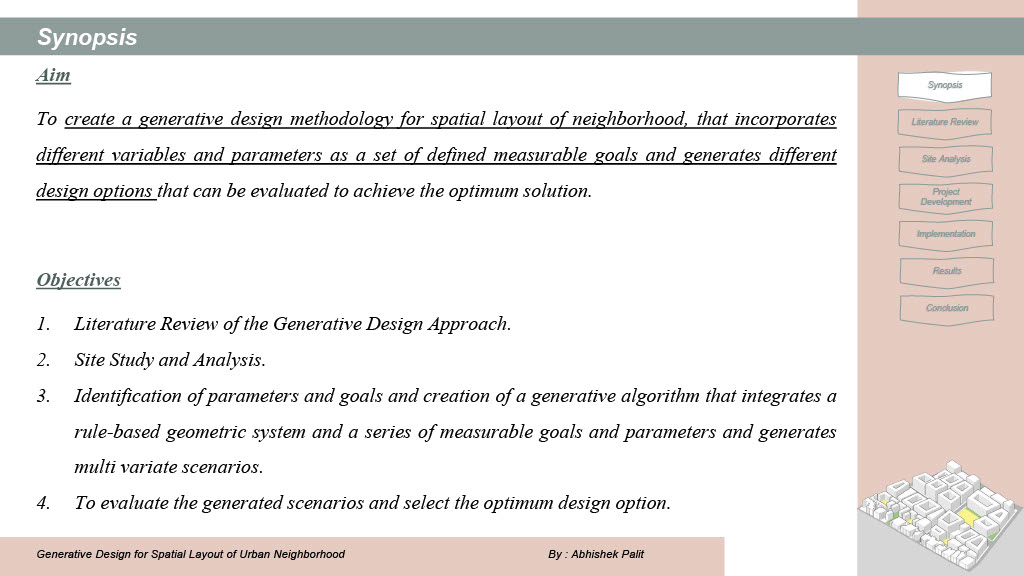 Synopsis
Aim
To create a generative design methodology for spatial layout of neighborhood, that incorporates
different variables and parameters as a set of defined measurable goals and generates different
design options that can be evaluated to achieve the optimum solution.
Objectives
1. Literature Review of the Generative Design Approach.
2. Site Study and Analysis.
3. Identification of parameters and goals and creation of a generative algorithm that integrates a
rule-based geometric system and a series of measurable goals and parameters and generates
multi variate scenarios.
4. To evaluate the generated scenarios and select the optimum design option.
Generative Design for Spatial Layout of Urban Neighborhood
By : Abhishek Palit
Synopsis
Literature Review
Site Analysis
Project
Development
Implementation
Results
Conclusion